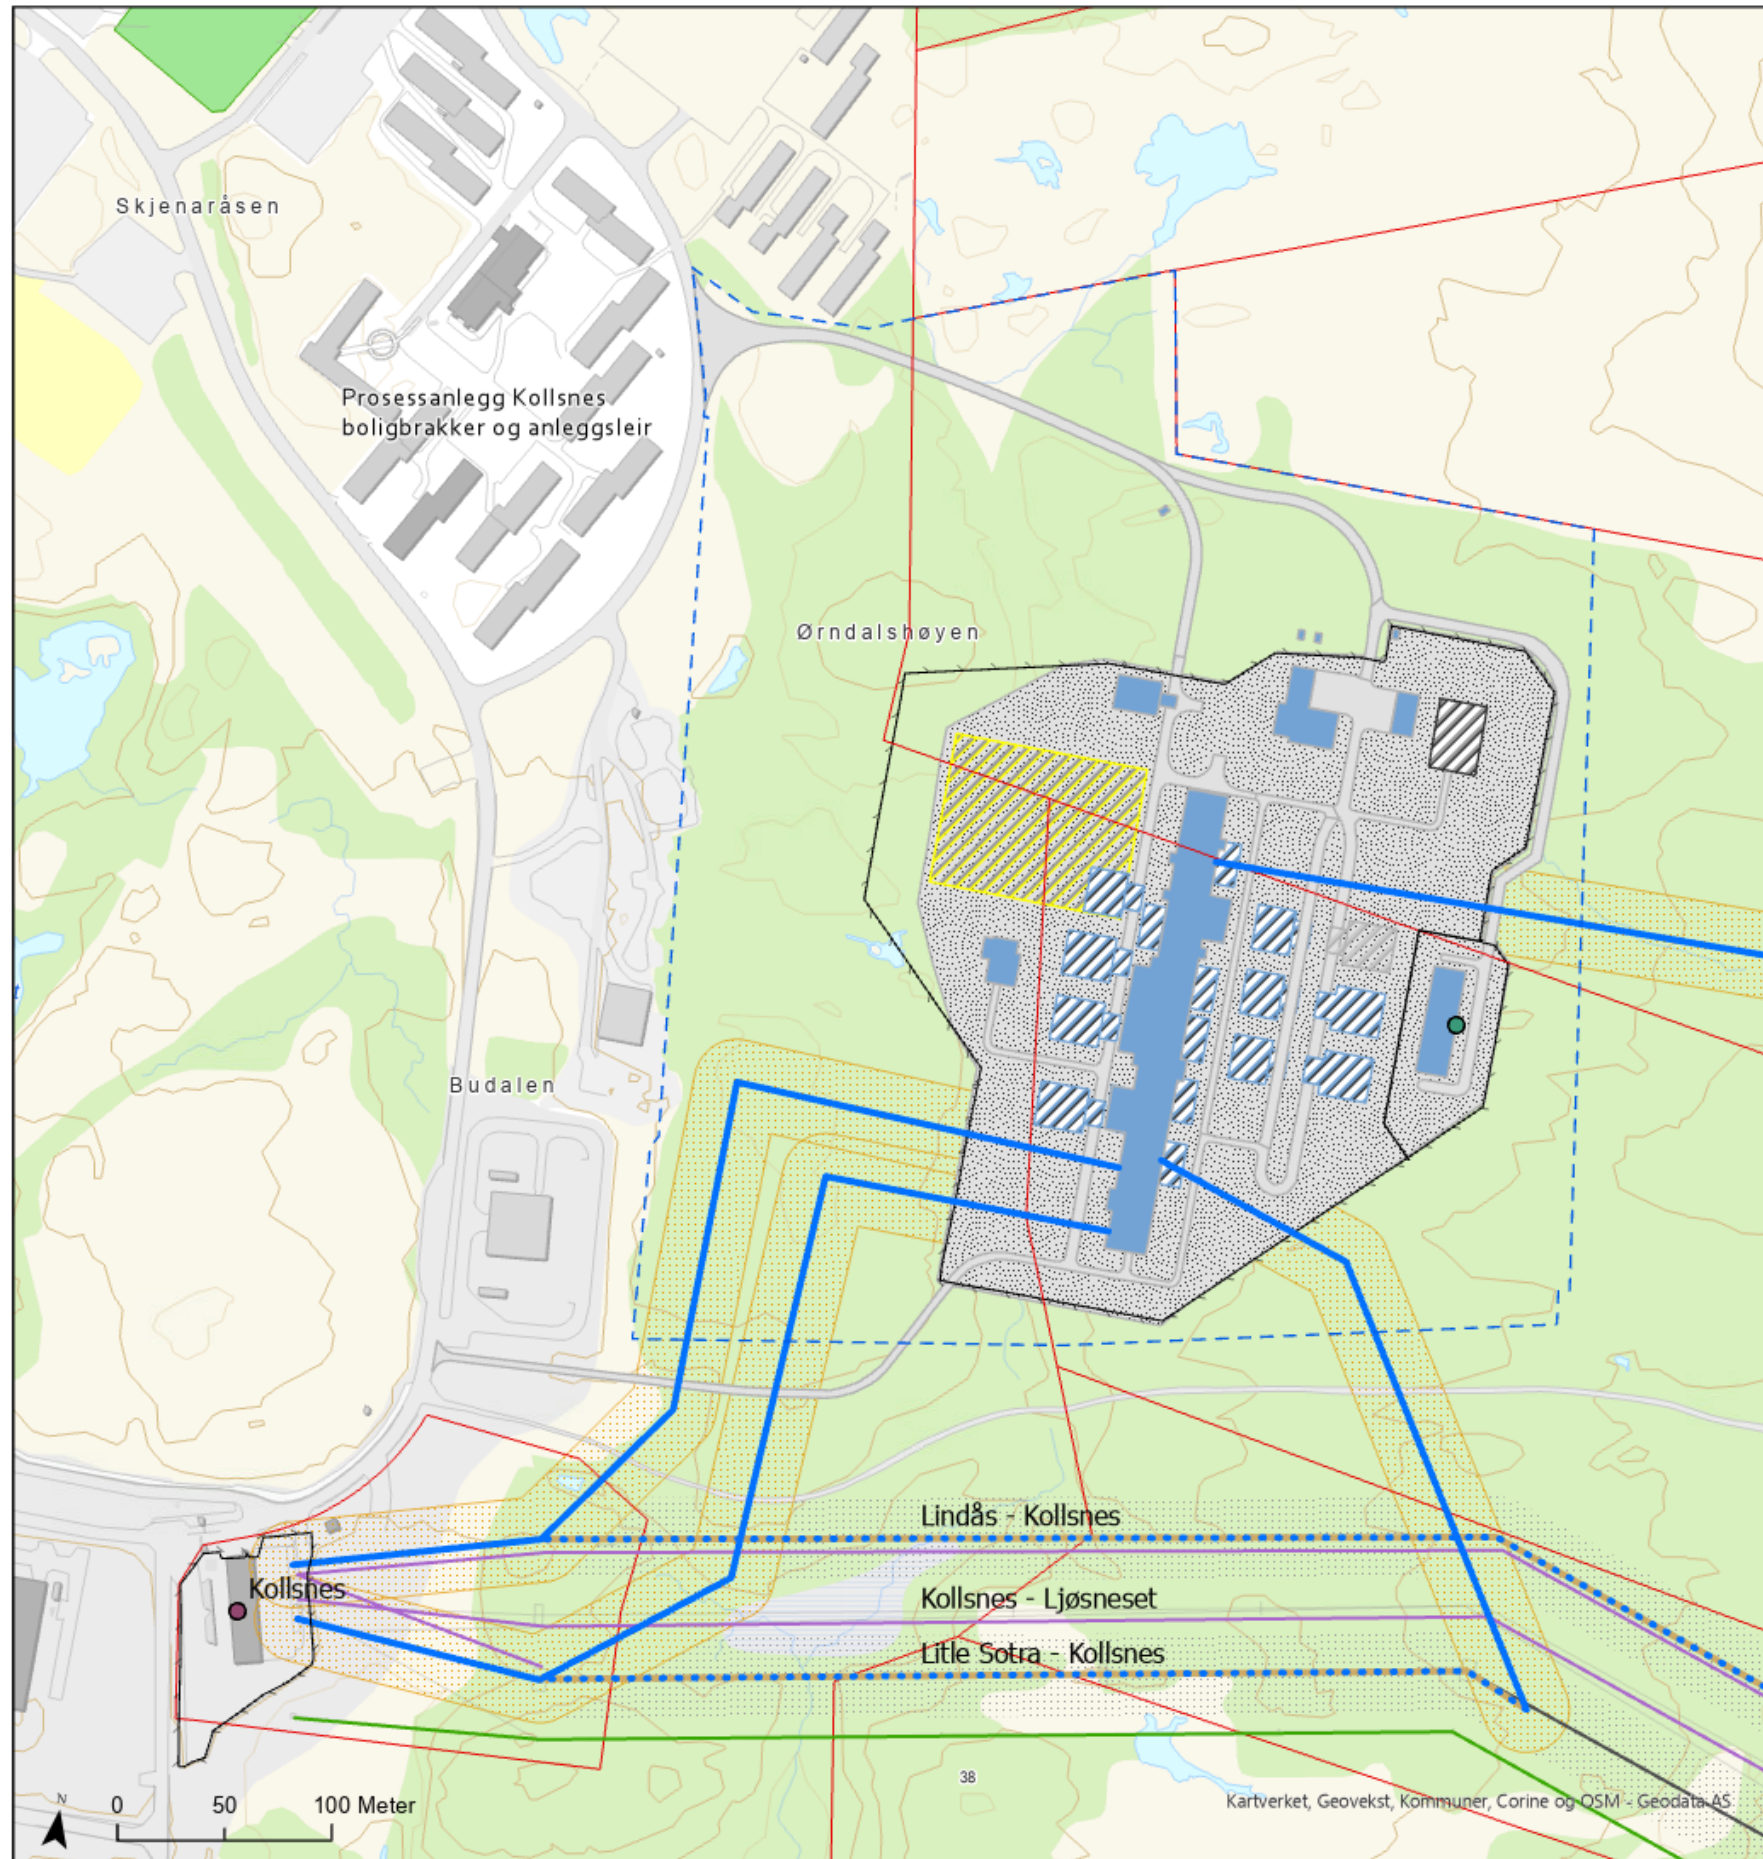 Skjenaråsen
Prosessanlegg Kollsnes
boligbrakker og anleggsleir
Ørndalshøyen
Budalen
Lindås - Kollsnes
Kollsnes
Kollsnes - Ljøsneset
Litle Sotra - Kollsnes
38
N
0 50 100 Meter
Kartverket, Geovekst, Kommuner, Corine og OSM - Geodata AS